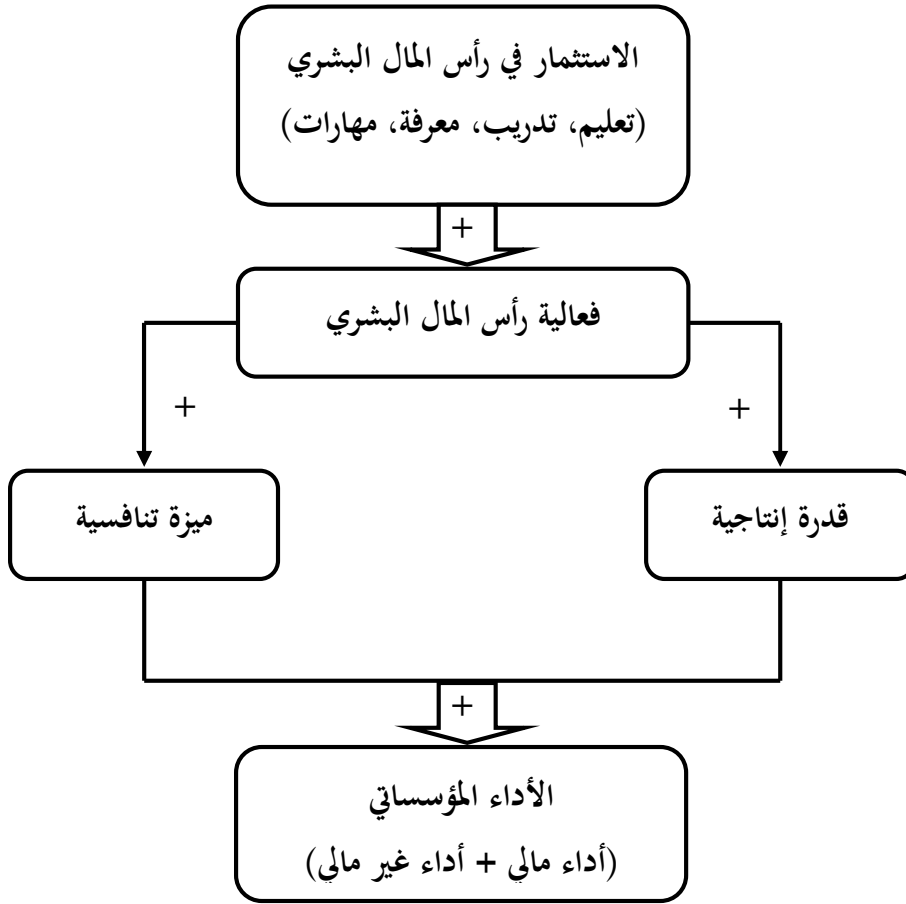 الاستثمار في رأس المال البشري
(تعليم، تدريب، معرفة، مهارات)
+
فعالية رأس المال البشري
+
+
قدرة إنتاجية
ميزة تنافسية
+
الأداء المؤسساتي
(أداء مالي + أداء غير مالي)